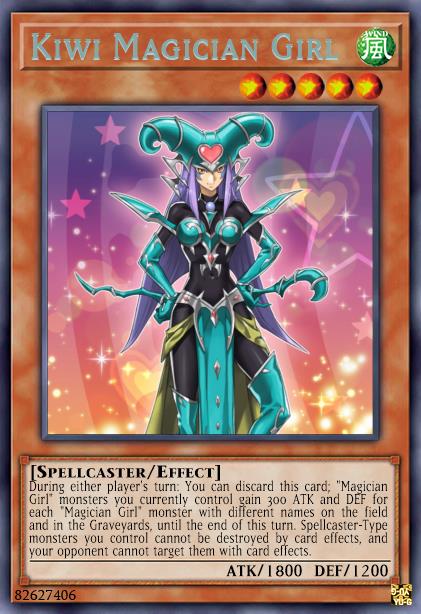 Kiwi Magician Girl
WIND
風
[Spellcaster/Effect]
During either player's turn: You can discard this card; "Magician
Girl" monsters you currently control gain 300 ATK and DEF for
each "Magician Girl" monster with different names on the field
and in the Graveyards, until the end of this turn. Spellcaster-Type
monsters you control cannot be destroyed by card effects, and
your opponent cannot target them with card effects.
ATK/1800 DEF/1200
82627406